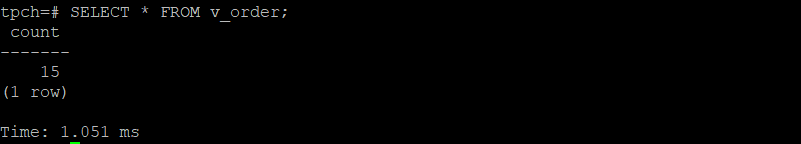 tpch=# SELECT * FROM v_order;
 count
-------
    15
(1 row)

Time: 1.051 ms